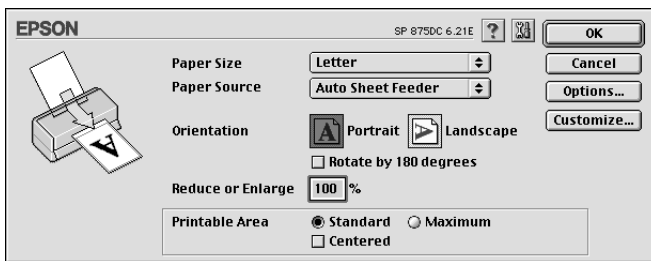 EPSON SP 875DC 6.21E ? OK
Paper Size Letter Cancel
Paper Source Auto Sheet Feeder Options...
Customize...
Orientation A Portrait A Landscape
Rotate by 180 degrees
Reduce or Enlarge 100 %
Printable Area Standard Maximum
Centered
A